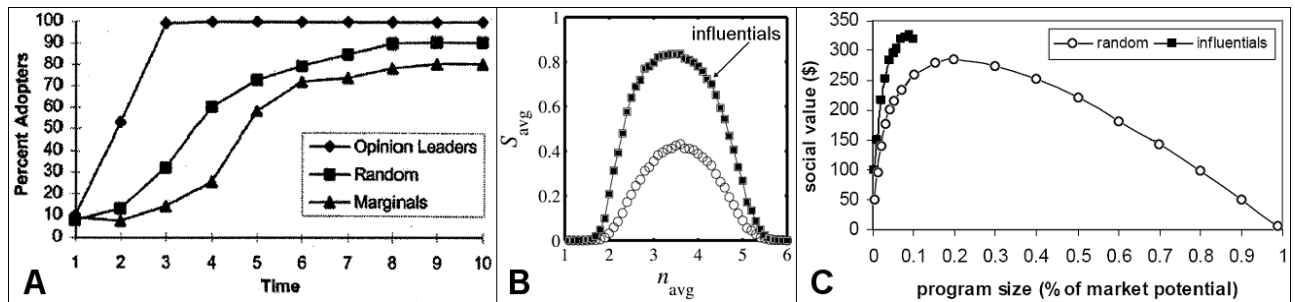 Percent Adopters
100
90
80
70
60
50
40
30
20
10
0
1 2 3 4 5 6 7 8 9 10
Time
Opinion Leaders
Random
Marginals
A
S avg
1
0.8
0.6
0.4
0.2
0
1 2 3 4 5 6
n avg
influentials
B
social value ($)
350
300
250
200
150
100
50
0
0 0.1 0.2 0.3 0.4 0.5 0.6 0.7 0.8 0.9 1
program size (% of market potential)
random influentials
C